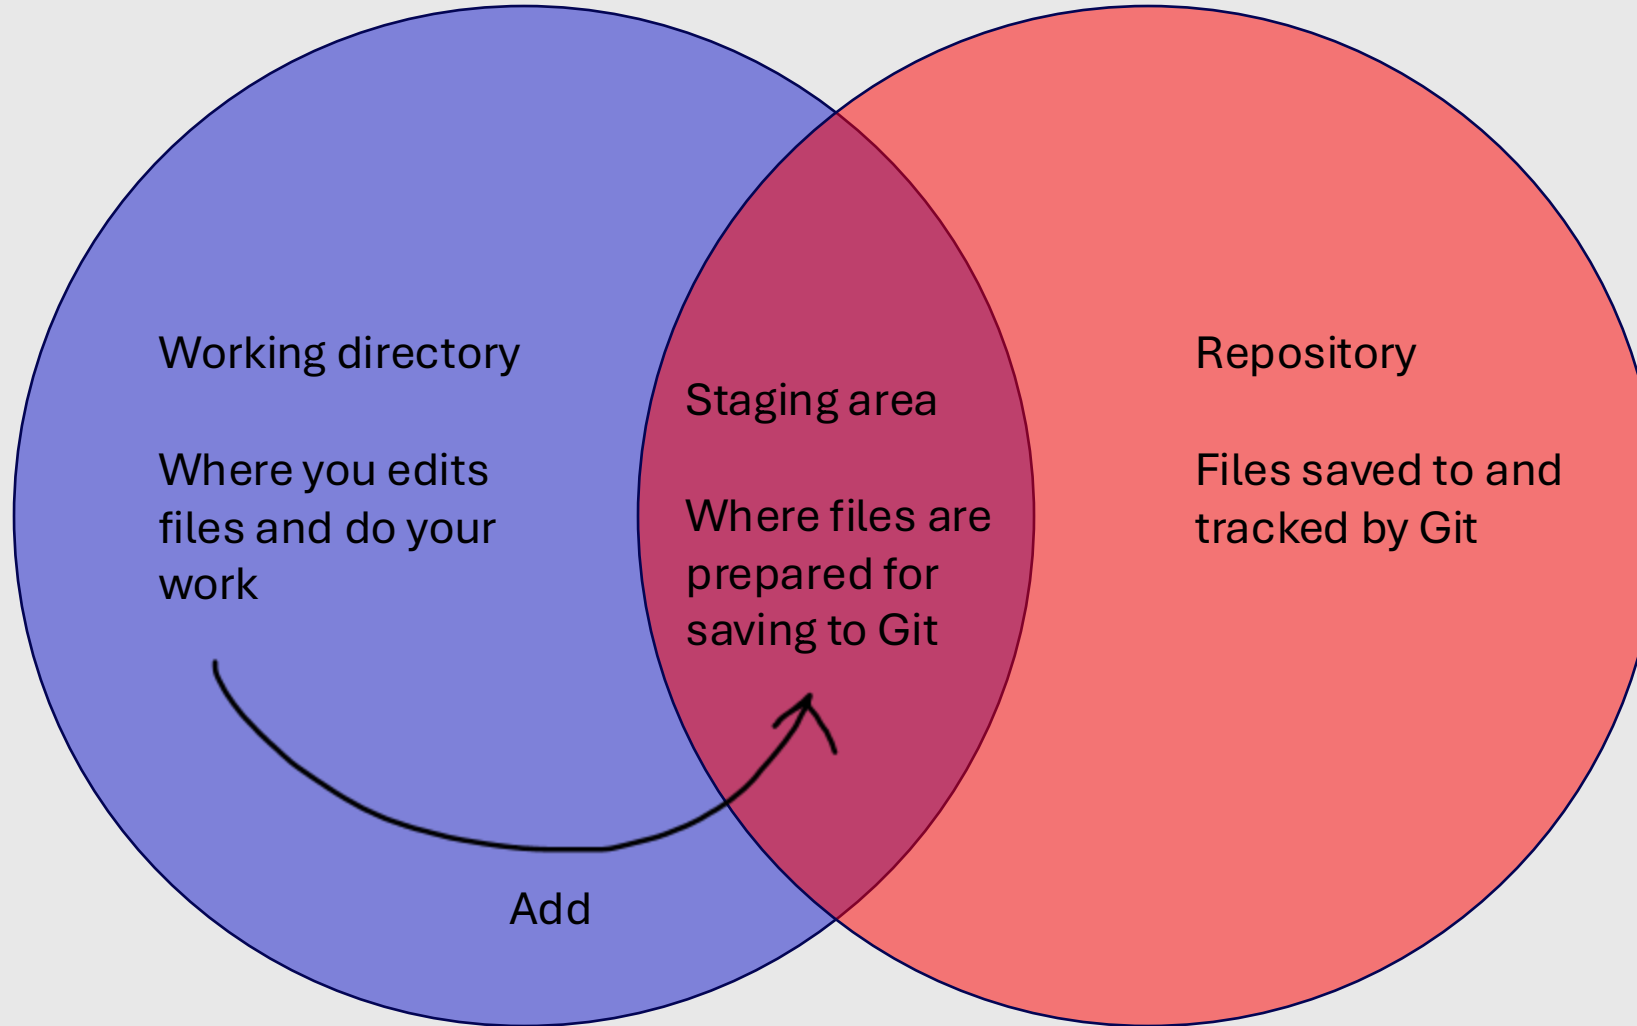 Working directory
Where you edits
files and do your
work
Staging area
Where files are
prepared for
saving to Git
Repository
Files saved to and
tracked by Git
Add